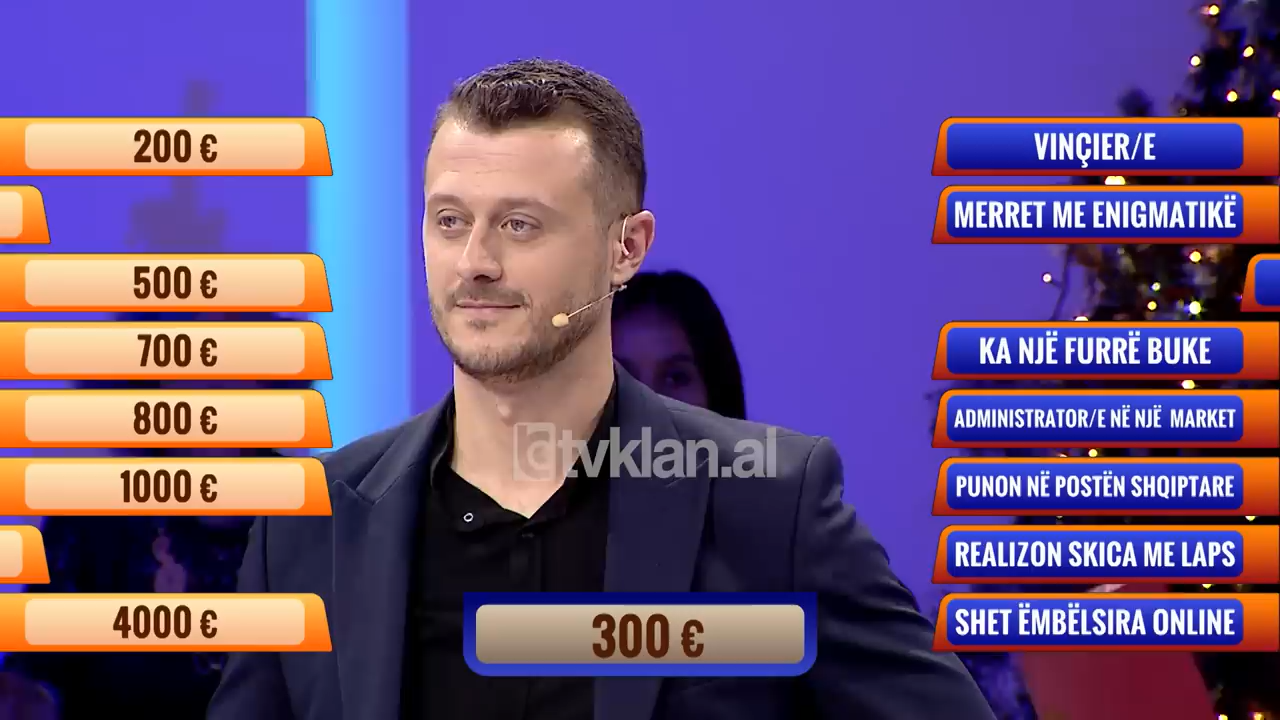 200 €
500 €
700 €
800 €
1000 €
4000 €
300 €
VINÇIER/E
MERRET ME ENIGMATIKË
KA NJË FURRË BUKE
ADMINISTRATOR/E NË NJË MARKET
PUNON NË POSTËN SHQIPTARE
REALIZON SKICA ME LAPS
SHET ËMBËLSIRA ONLINE
tvklan.al